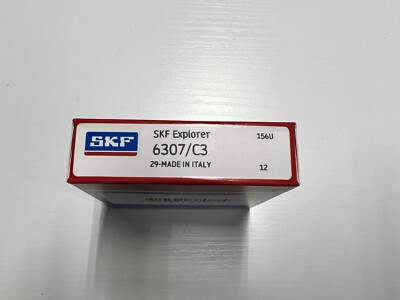 SKF
SKF Explorer
156U
6307/C3
29-MADE IN ITALY
12